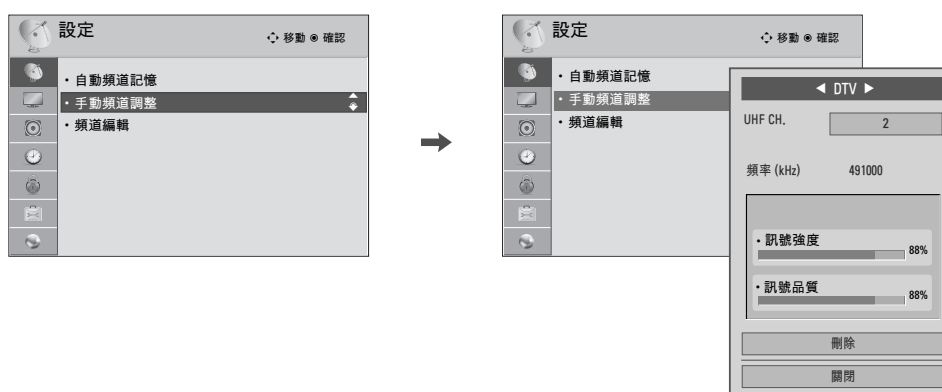 設定
移動 ◉ 確認
・自動頻道記憶
・手動頻道調整
・頻道編輯
設定
移動 ◉ 確認
・自動頻道記憶
・手動頻道調整
・頻道編輯
◀ DTV ▶
UHF CH. 2
頻率 (kHz) 491000
・訊號強度
88%
・訊號品質
88%
刪除
關閉